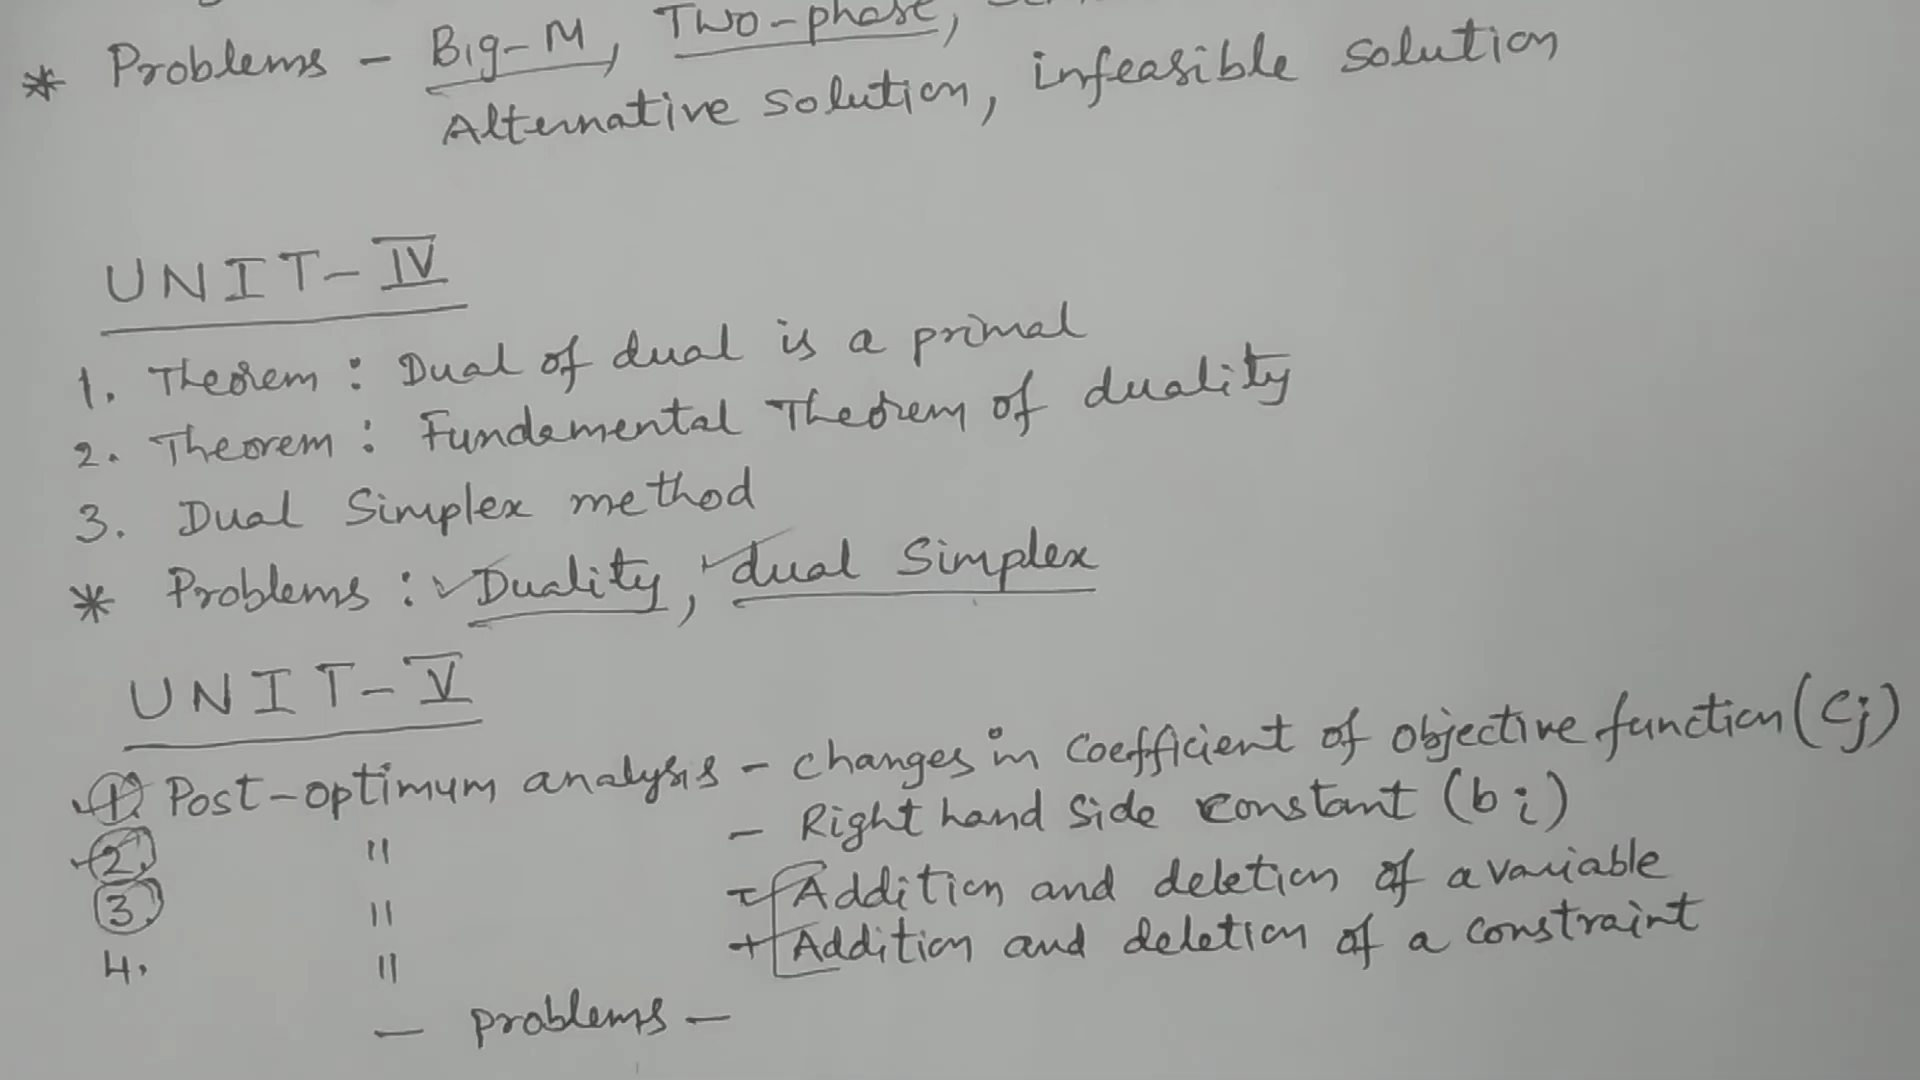 * Problems - Big-M, Two-phase,
Alternative solution, infeasible solution
UNIT-IV
1. Theorem : Dual of dual is a primal
2. Theorem : Fundamental Theorem of duality
3. Dual Simplex method
* Problems : Duality, dual Simplex
UNIT-V
1. Post-optimum analysis - changes in Coefficient of objective function (Cj)
2. " - Right hand side constant (bi)
3. " - Addition and deletion of a variable
4. " + Addition and deletion of a constraint
- problems -